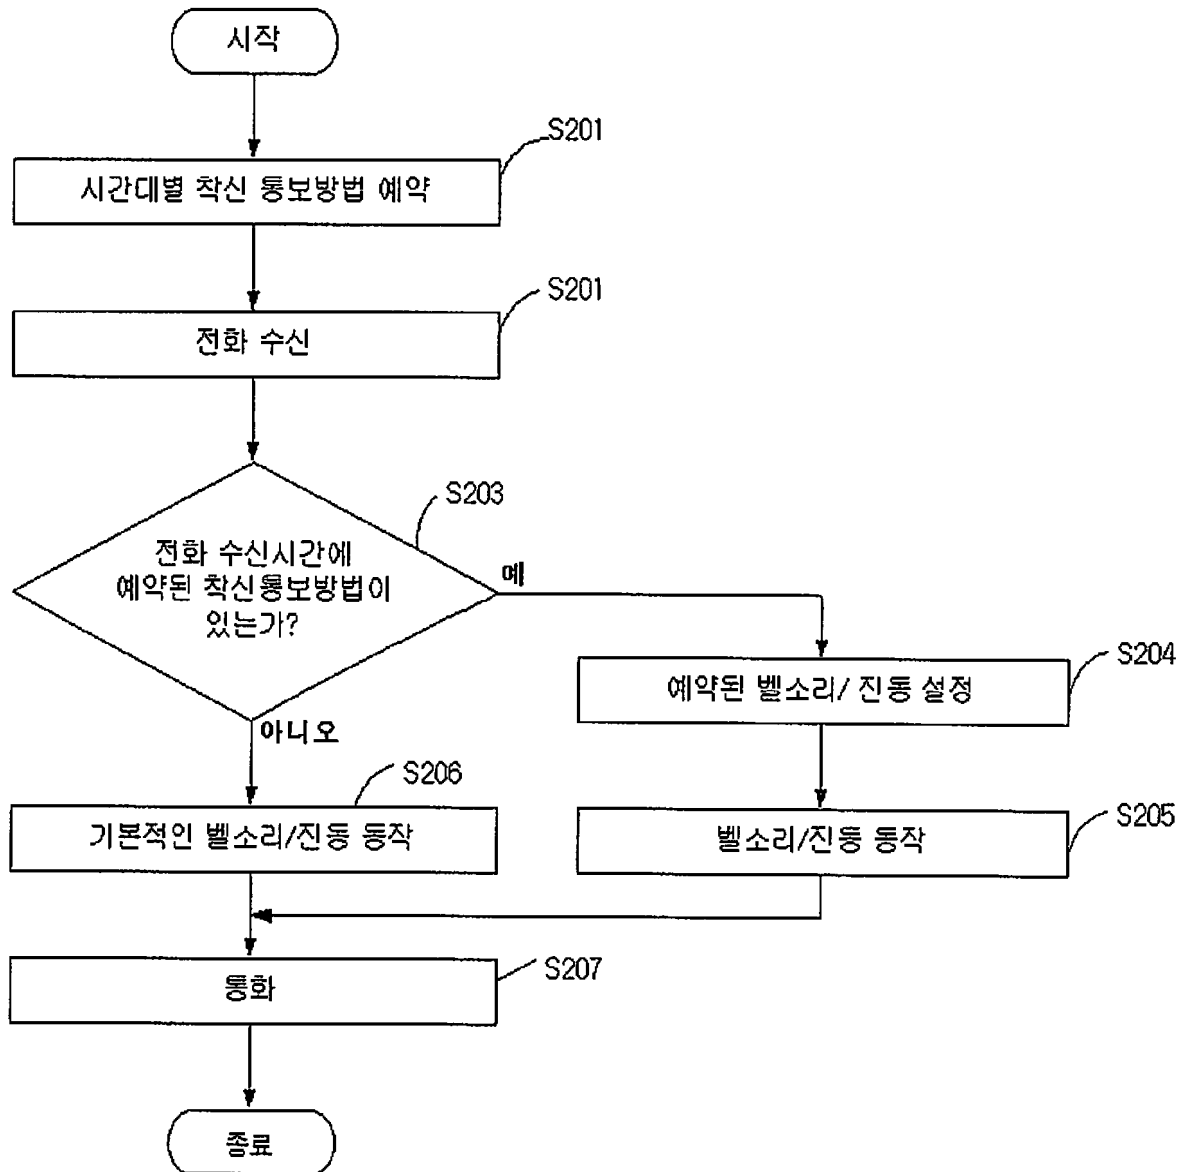 시작
S201
시간대별 착신 통보방법 예약
S201
전화 수신
S203
전화 수신시간에
예약된 착신통보방법이
있는가?
예
아니오
S204
예약된 벨소리/ 진동 설정
S206
기본적인 벨소리/진동 동작
S205
벨소리/진동 동작
S207
통화
종료